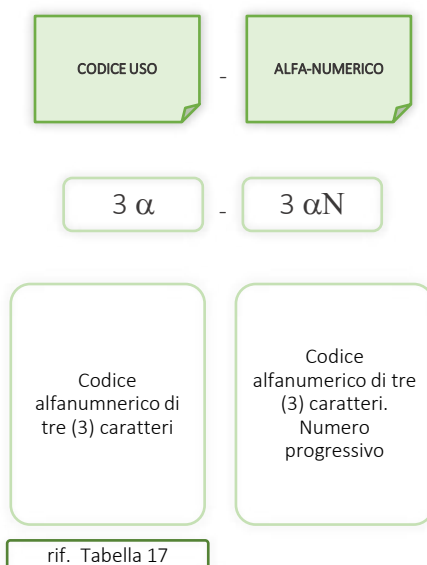 CODICE USO - ALFA-NUMERICO
3 α - 3 αN
Codice
alfanumnerico di
tre (3) caratteri
Codice
alfanumerico di tre
(3) caratteri.
Numero
progressivo
rif. Tabella 17